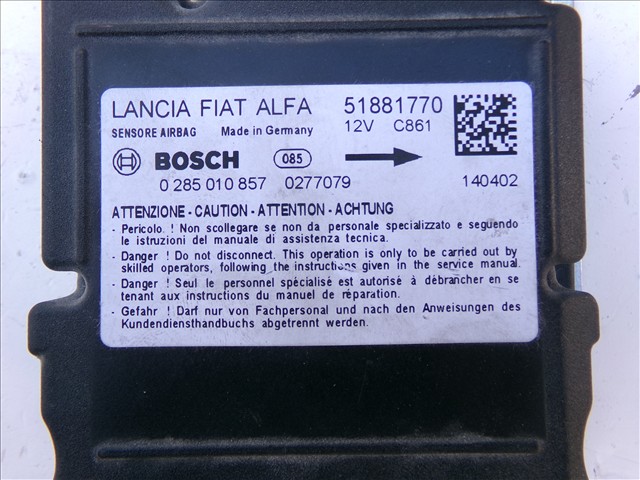 LANCIA FIAT ALFA 51881770
SENSORE AIRBAG Made in Germany 12V C861
BOSCH 085
0 285 010 857 0277079 140402
ATTENZIONE - CAUTION - ATTENTION - ACHTUNG
- Pericolo. ! Non scollegare se non da personale specializzato e seguendo
le istruzioni del manuale di assistenza tecnica.
- Danger ! Do not disconnect. This operation is only to be carried out by
skilled operators, following the instructions given in the service manual.
- Danger ! Seul le personnel spécialisé est autorisé à débrancher en se
tenant aux instructions du manuel de réparation.
- Gefahr ! Darf nur von Fachpersonal und nach den Anweisungen des
Kundendiensthandbuchs abgetrennt werden.